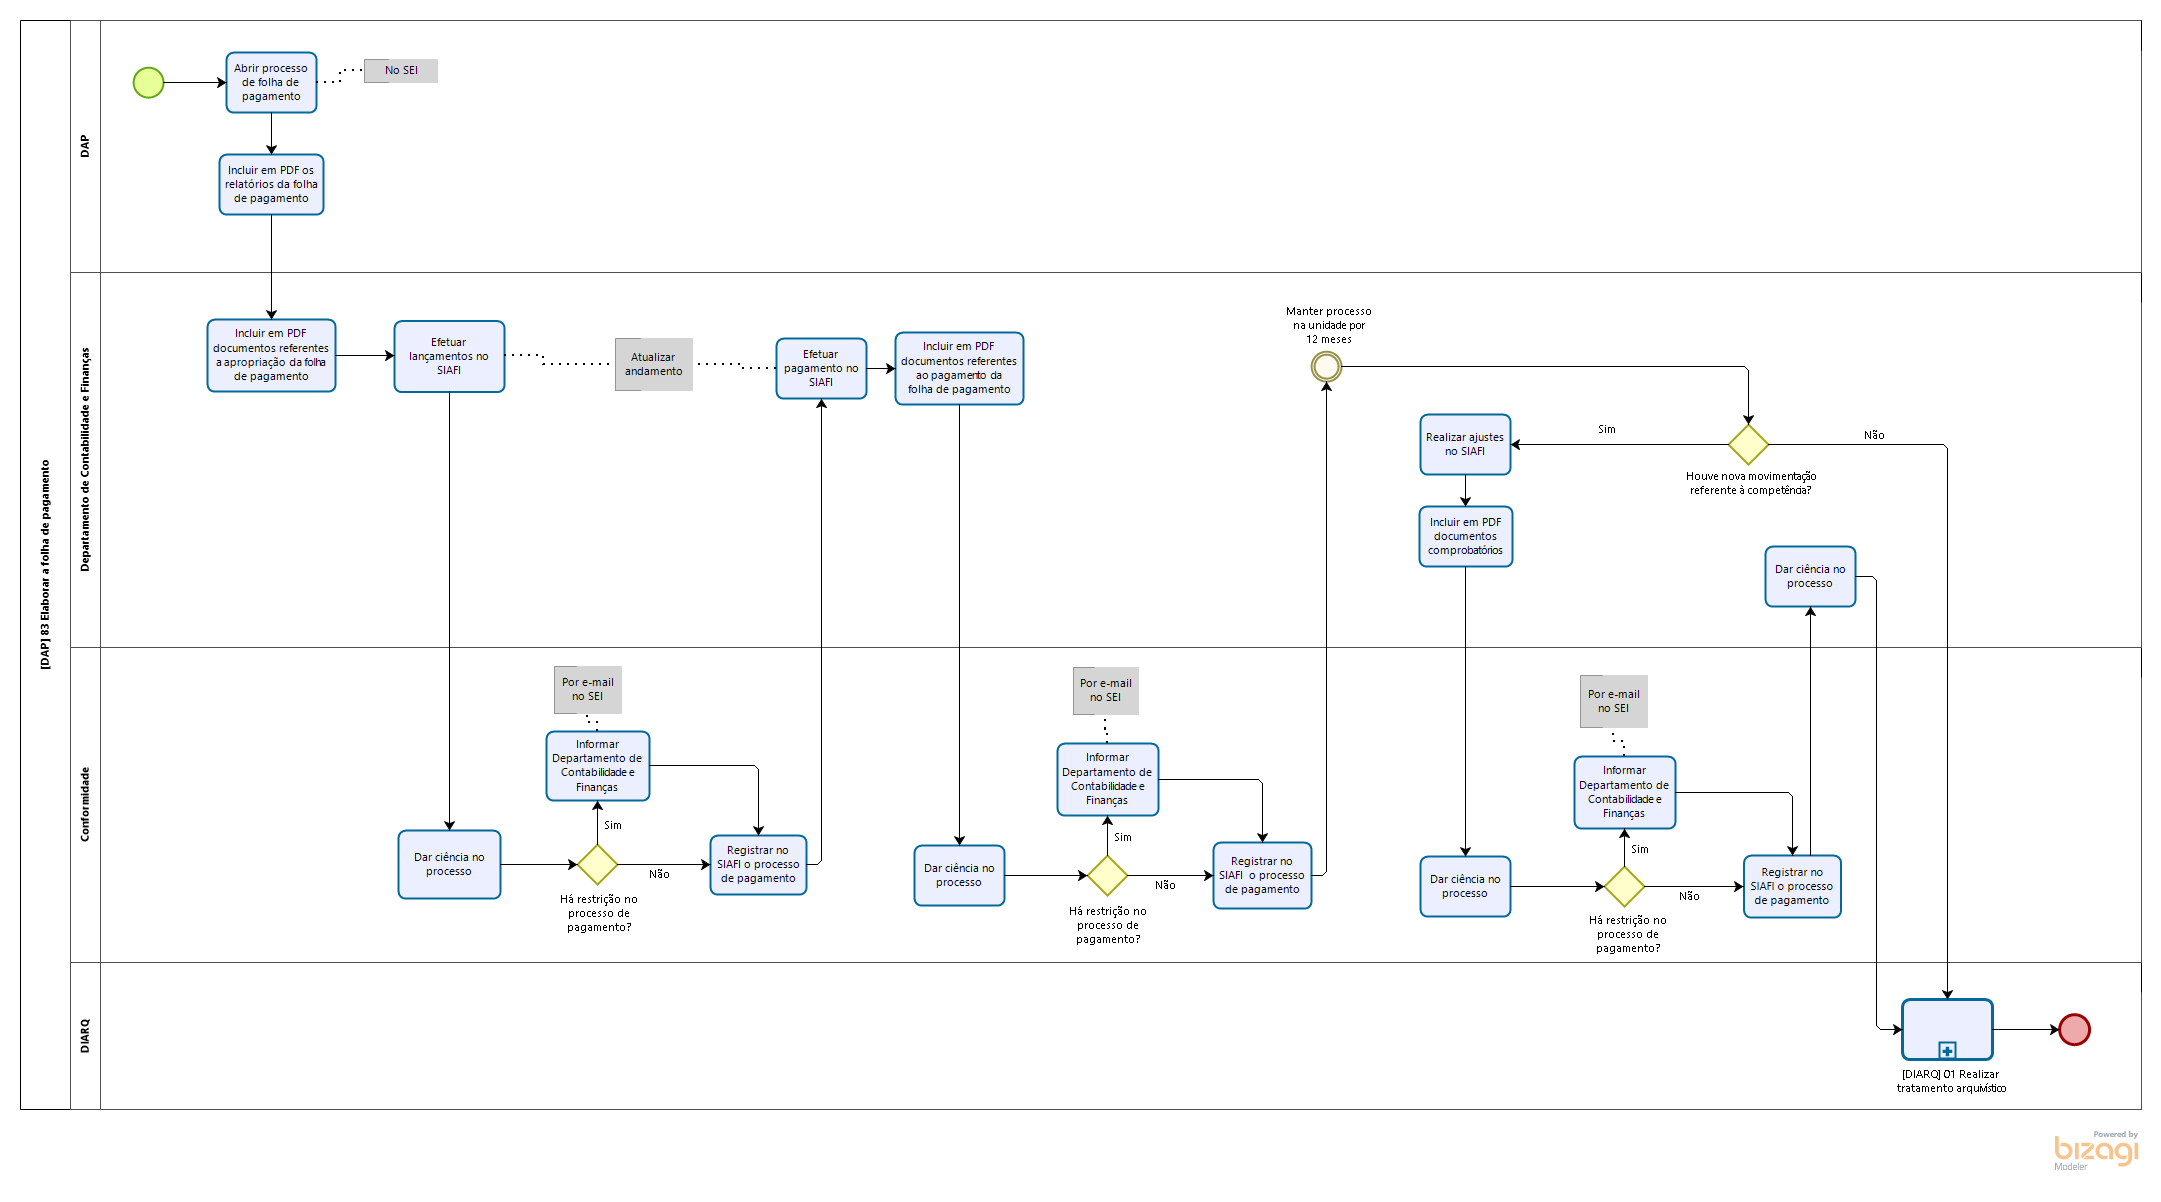 [DAP] 83 Elaborar a folha de pagamento
DAP
Abrir processo
de folha de
pagamento
No SEI
Incluir em PDF os
relatórios da folha
de pagamento
Departamento de Contabilidade e Finanças
Incluir em PDF
documentos referentes
a apropriação da folha
de pagamento
Efetuar
lançamentos no
SIAFI
Atualizar
andamento
Efetuar
pagamento no
SIAFI
Incluir em PDF
documentos referentes
ao pagamento da
folha de pagamento
Manter processo
na unidade por
12 meses
Realizar ajustes
no SIAFI
Sim
Não
Houve nova movimentação
referente à competência?
Incluir em PDF
documentos
comprobatórios
Dar ciência no
processo
Conformidade
Por e-mail
no SEI
Informar
Departamento de
Contabilidade e
Finanças
Sim
Dar ciência no
processo
Não
Há restrição no
processo de
pagamento?
Registrar no
SIAFI o processo
de pagamento
Por e-mail
no SEI
Informar
Departamento de
Contabilidade e
Finanças
Sim
Dar ciência no
processo
Não
Há restrição no
processo de
pagamento?
Registrar no
SIAFI o processo
de pagamento
Por e-mail
no SEI
Informar
Departamento de
Contabilidade e
Finanças
Sim
Dar ciência no
processo
Não
Há restrição no
processo de
pagamento?
Registrar no
SIAFI o processo
de pagamento
DIARQ
[DIARQ] 01 Realizar
tratamento arquivístico
Powered by
bizagi
Modeler